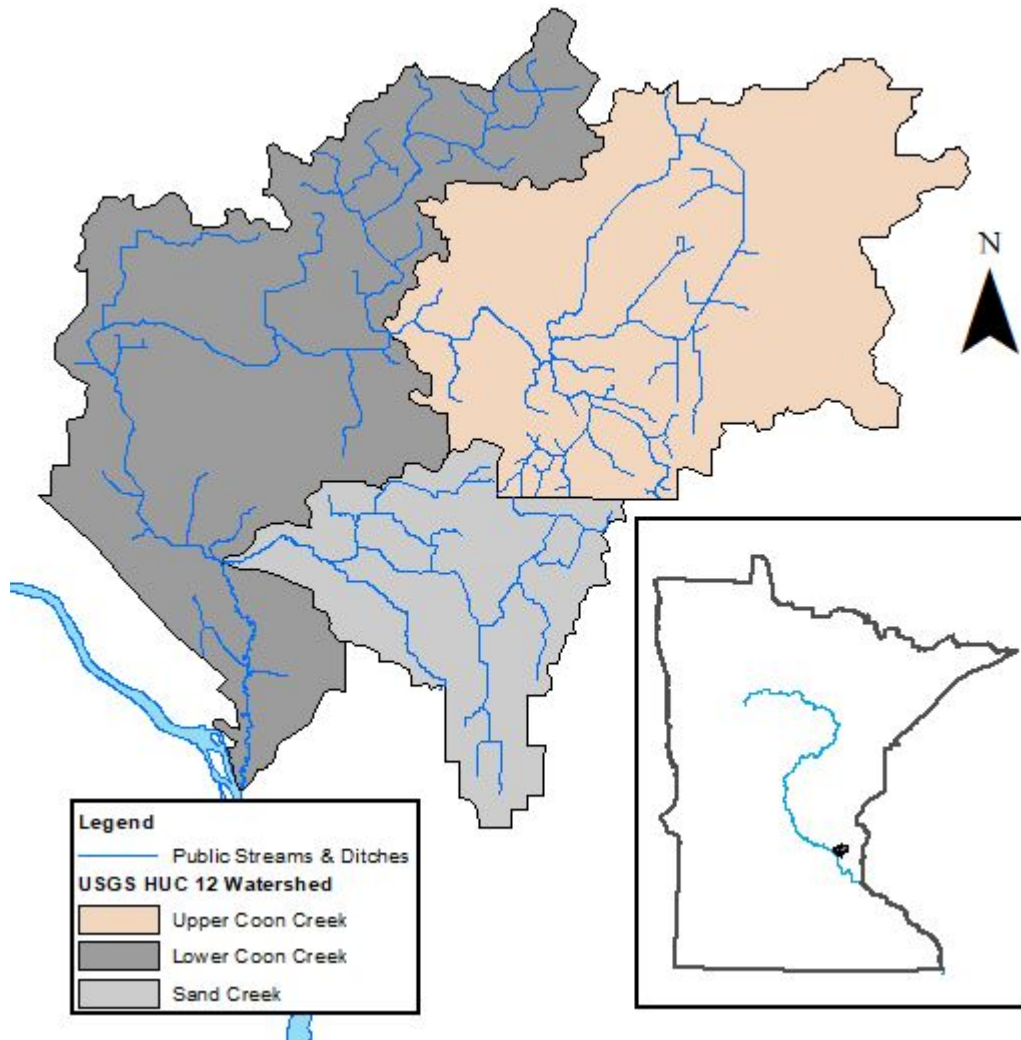 N
Legend
Public Streams & Ditches
USGS HUC 12 Watershed
Upper Coon Creek
Lower Coon Creek
Sand Creek